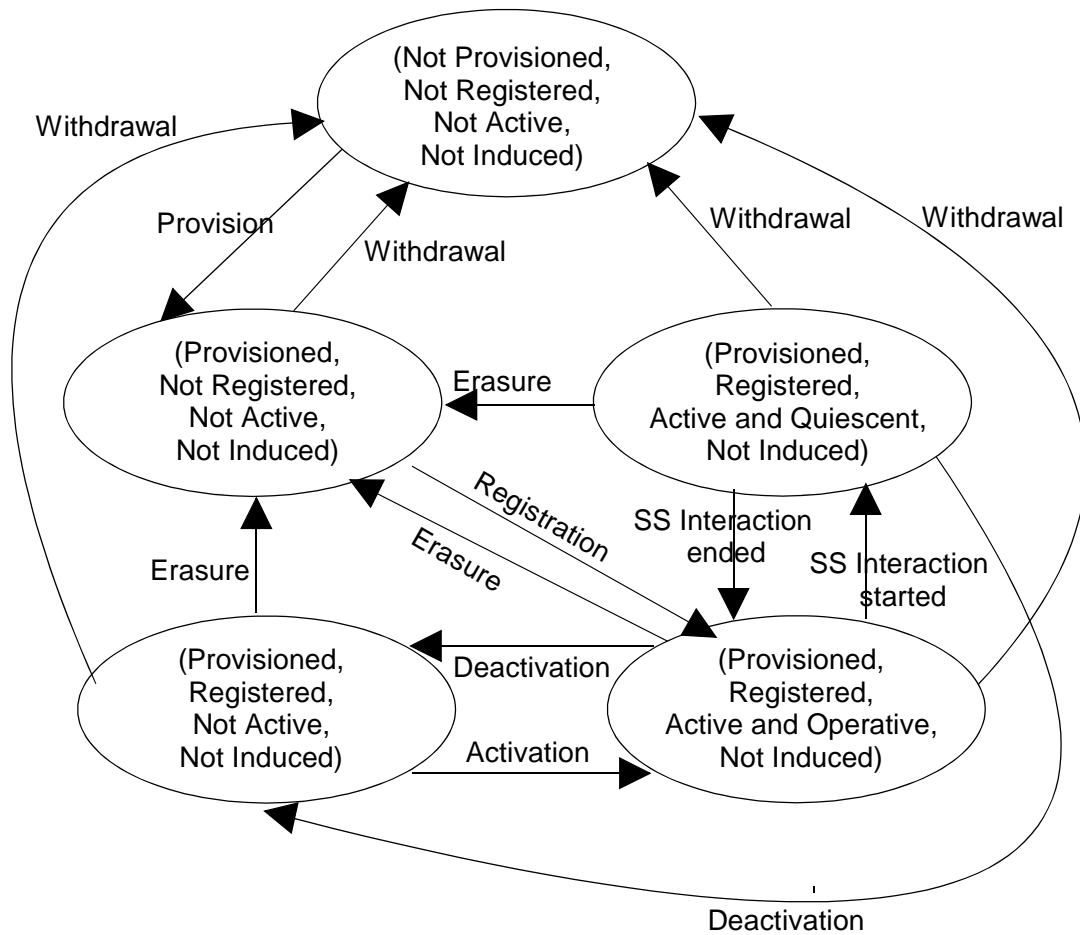 (Not Provisioned,
Not Registered,
Not Active,
Not Induced)
Withdrawal
Provision
Withdrawal
Withdrawal
Withdrawal
(Provisioned,
Not Registered,
Not Active,
Not Induced)
Erasure
(Provisioned,
Registered,
Active and Quiescent,
Not Induced)
Registration
Erasure
SS Interaction
ended
SS Interaction
started
Erasure
(Provisioned,
Registered,
Not Active,
Not Induced)
Deactivation
Activation
(Provisioned,
Registered,
Active and Operative,
Not Induced)
Deactivation